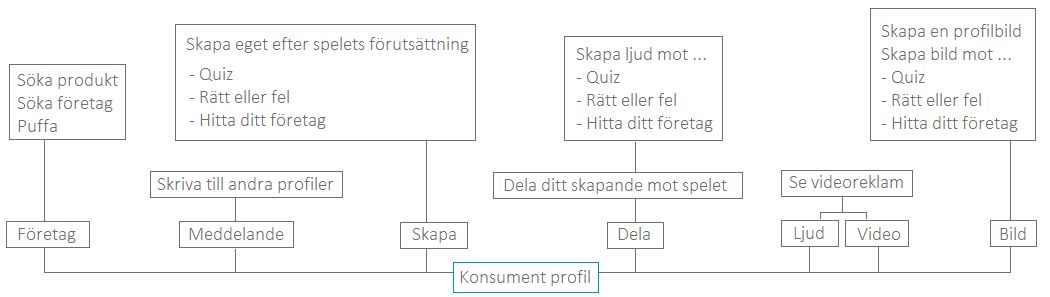 Söka produkt
Söka företag
Puffa
Skapa eget efter spelets förutsättning
- Quiz
- Rätt eller fel
- Hitta ditt företag
Skapa ljud mot ...
- Quiz
- Rätt eller fel
- Hitta ditt företag
Skapa en profilbild
Skapa bild mot ...
- Quiz
- Rätt eller fel
- Hitta ditt företag
Skriva till andra profiler
Dela ditt skapande mot spelet
Se videoreklam
Företag
Meddelande
Skapa
Dela
Ljud
Video
Bild
Konsument profil